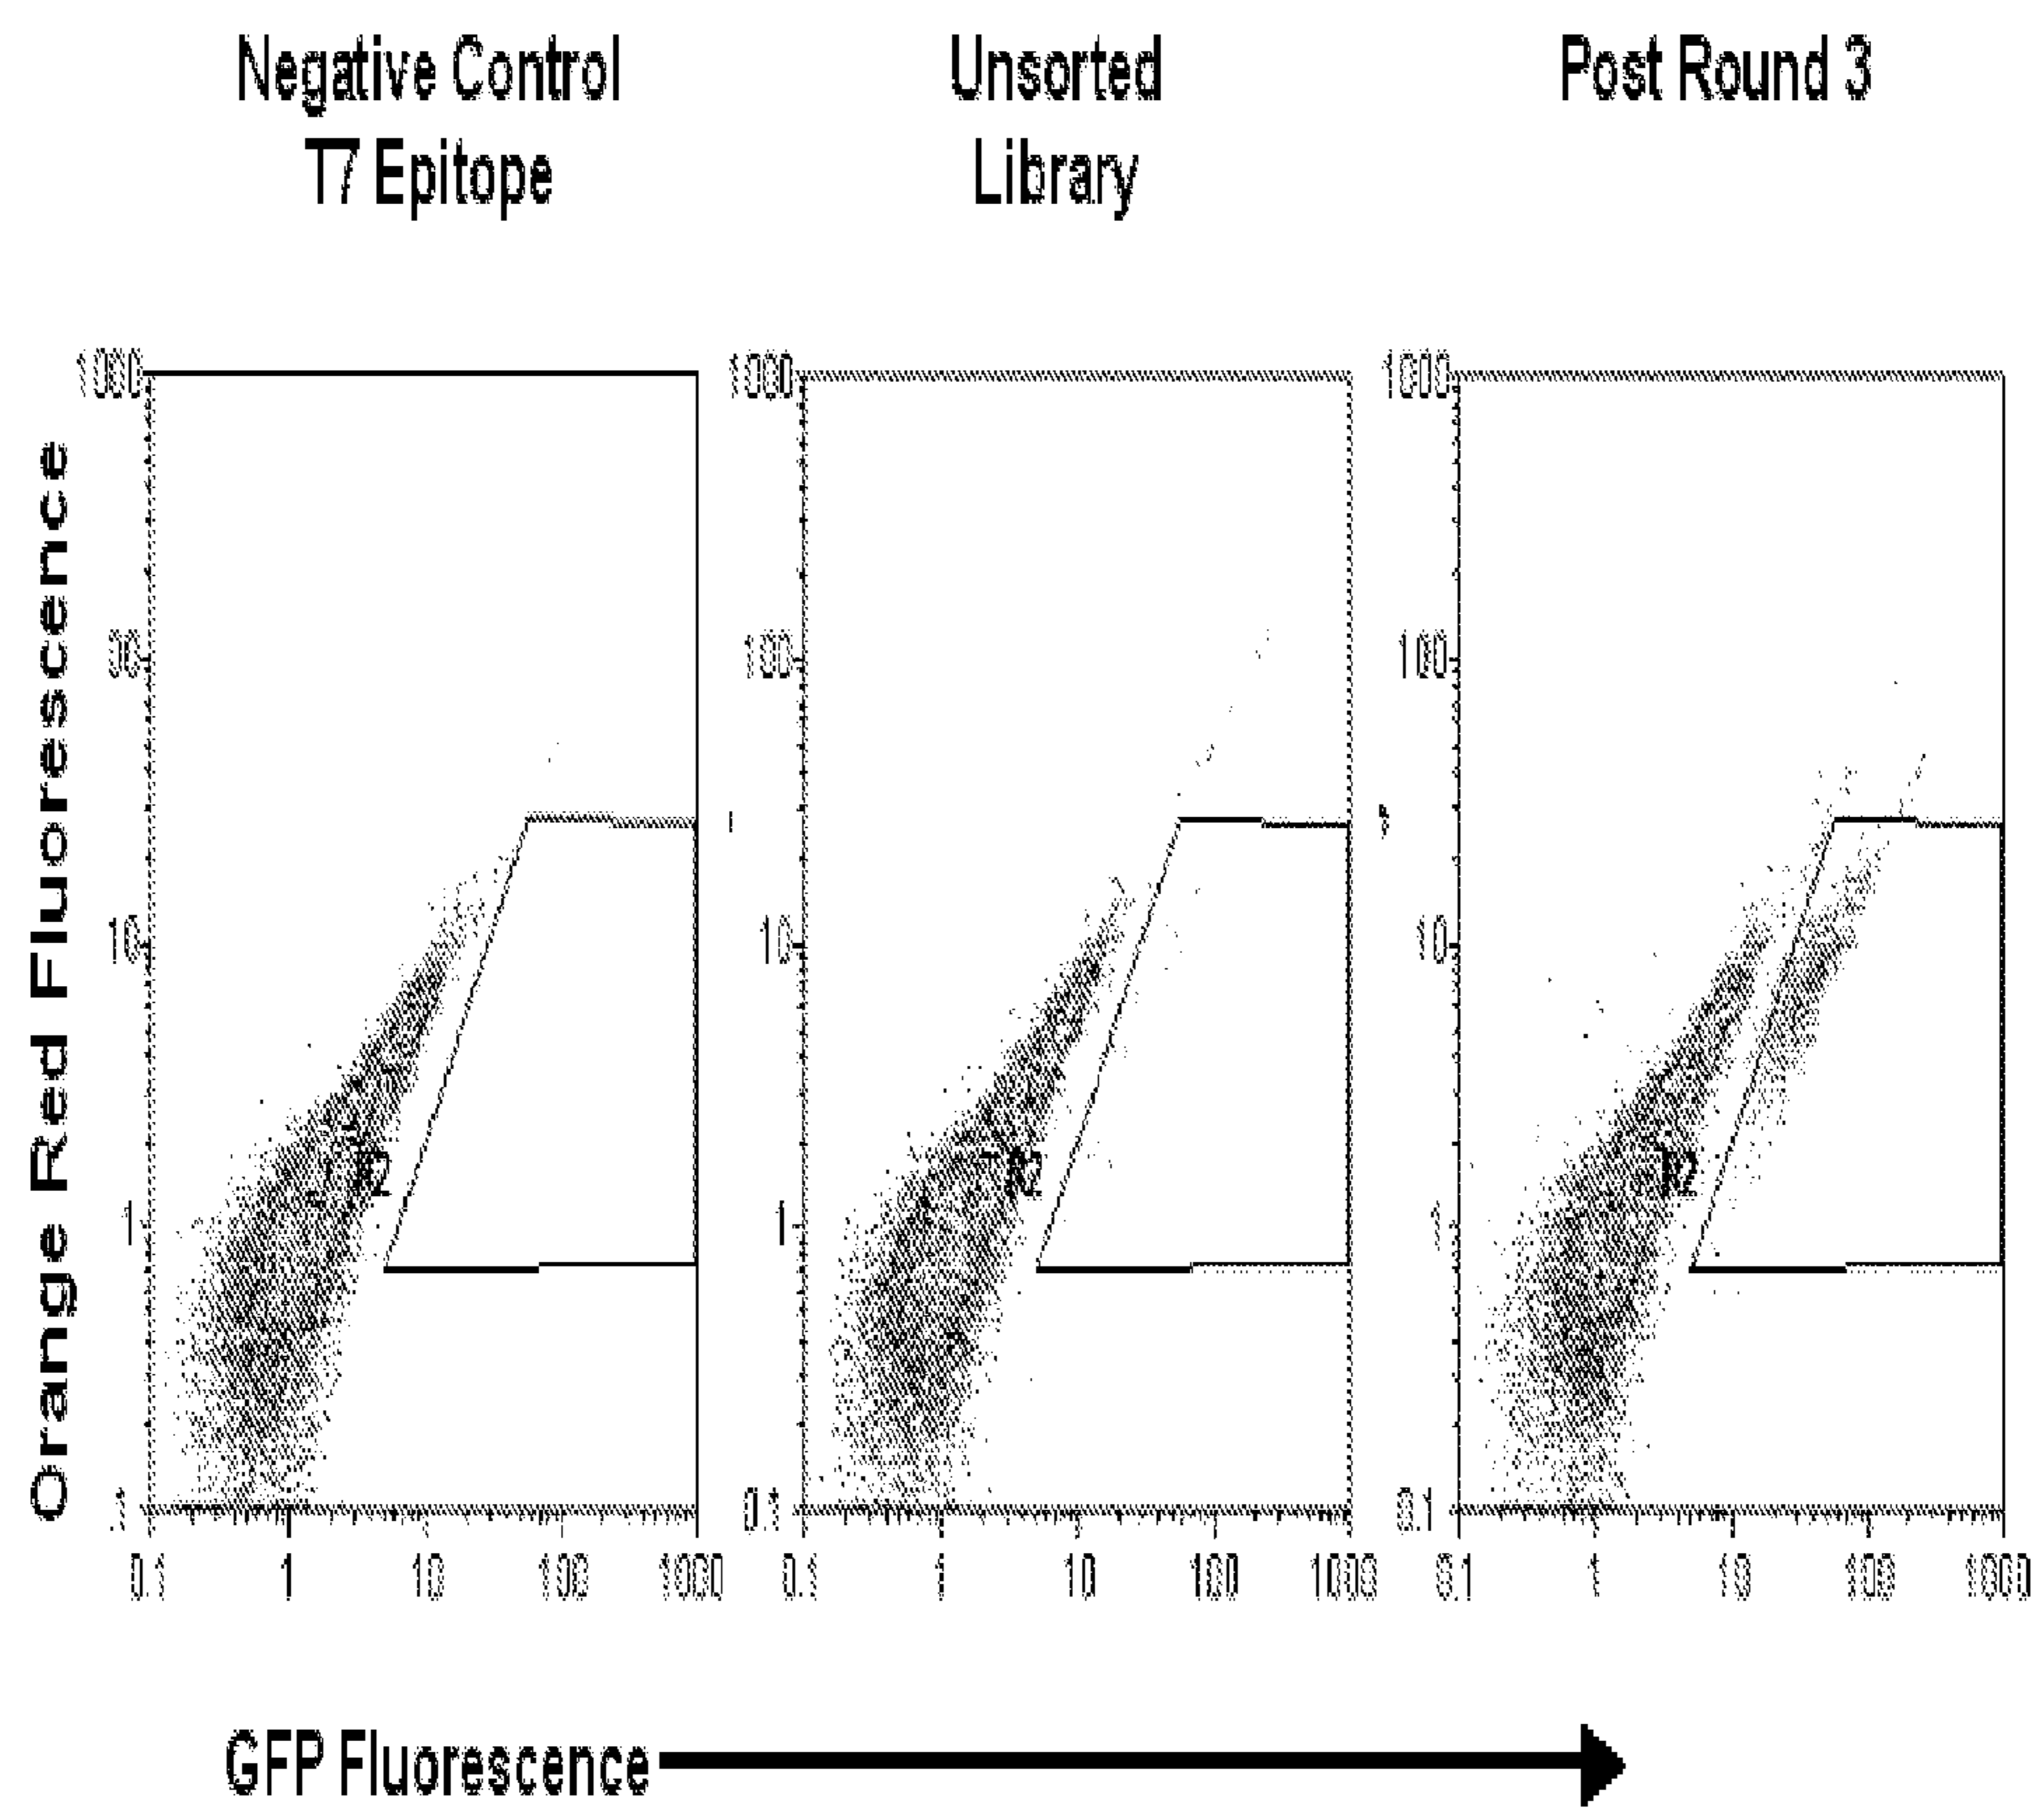 Negative Control
T7 Epitope
Unsorted
Library
Post Round 3
Orange Red Fluorescence
1000
00
10
1
.1
R2
0.1 1 10 100 1000
1000
100
10
1
0.1
R2
0.1 1 10 100 1000
1000
100
10
1
0.1
R2
0.1 1 10 100 1000
GFP Fluorescence